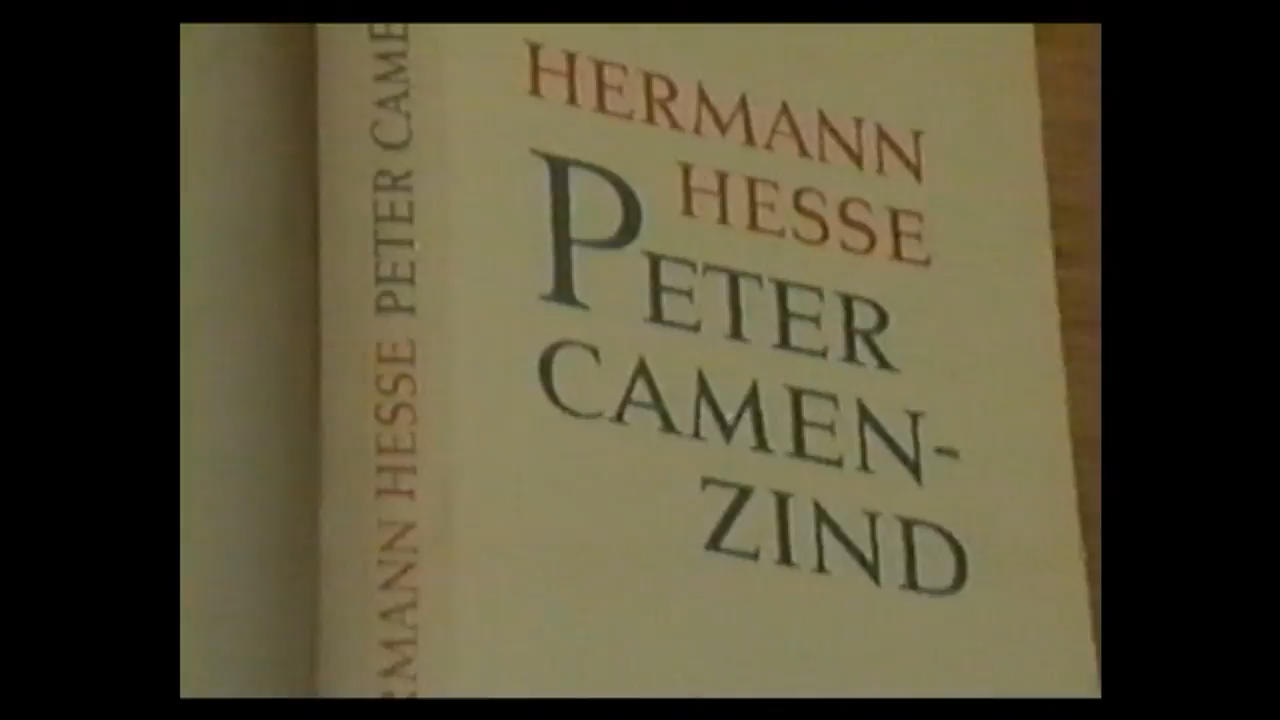 HERMANN
HESSE
PETER
CAMEN-
ZIND
RMANN HESSE PETER CAME